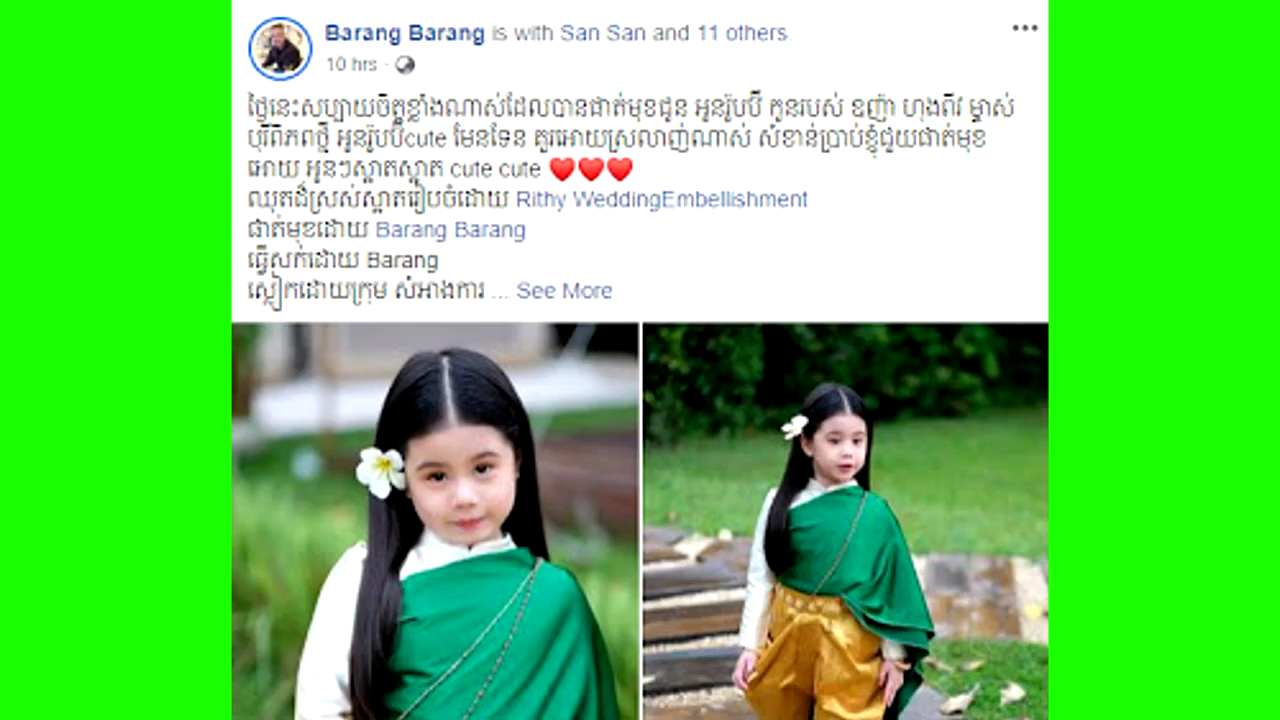 Barang Barang is with San San and 11 others
10 hrs ·
ថ្ងៃនេះសប្បាយចិត្តខ្លាំងណាស់ដែលបានផាត់មុខជូន អូនរ៉ូបប៊ី កូនរបស់ ឧញ៉ា ហុងពីវ ម្ចាស់
បុរីពិភពថ្មី អូនរ៉ូបប៊ីcute មែនទែន គួរអោយស្រលាញ់ណាស់ សំខាន់ប្រាប់ខ្ញុំជួយផាត់មុខ
អោយ អូនៗស្អាតស្អាត cute cute ❤️❤️❤️
ឈុតដ៏ស្រស់ស្អាតរៀបចំដោយ Rithy WeddingEmbellishment
ផាត់មុខដោយ Barang Barang
ធ្វើសក់ដោយ Barang
ស្លៀកដោយក្រុម សំអាងការ ... See More